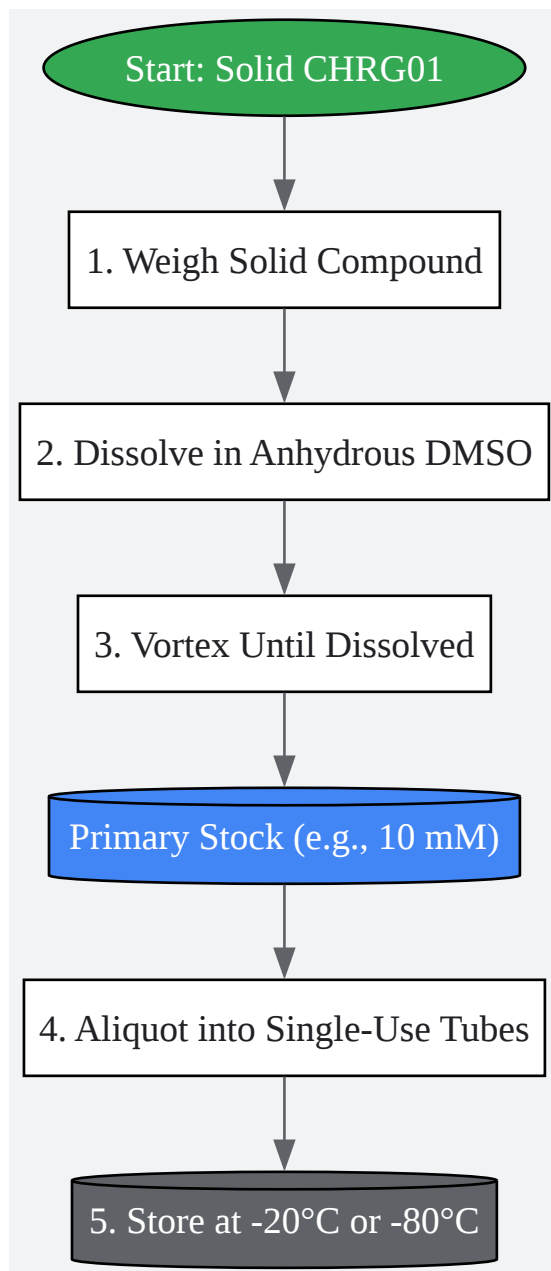 Start: Solid CHRG01
1. Weigh Solid Compound
2. Dissolve in Anhydrous DMSO
3. Vortex Until Dissolved
Primary Stock (e.g., 10 mM)
4. Aliquot into Single-Use Tubes
5. Store at -20°C or -80°C